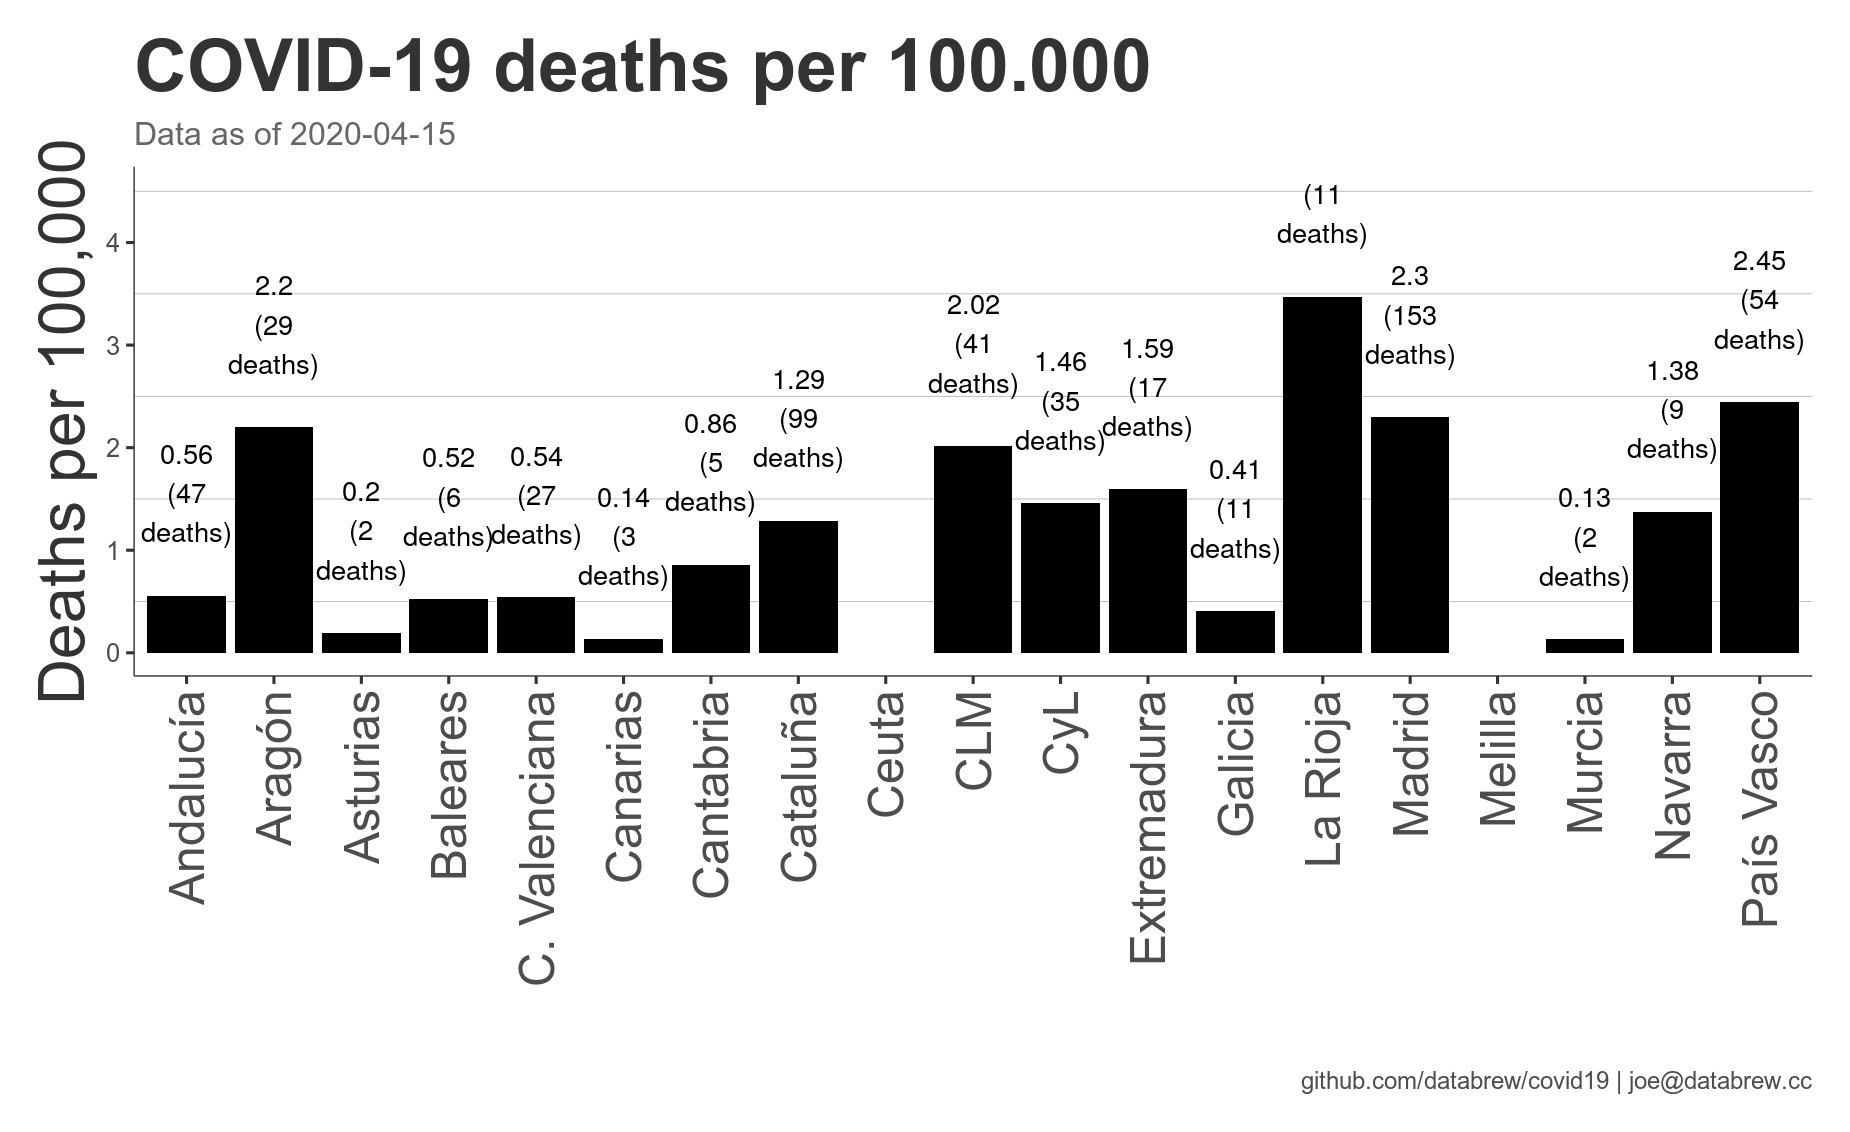 COVID-19 deaths per 100.000
Data as of 2020-04-15
Deaths per 100,000
4
3
2
1
0
0.56
(47
deaths)
2.2
(29
deaths)
0.2
(2
deaths)
0.52
(6
deaths)
0.54
(27
deaths)
0.14
(3
deaths)
0.86
(5
deaths)
1.29
(99
deaths)
2.02
(41
deaths)
1.46
(35
deaths)
1.59
(17
deaths)
0.41
(11
deaths)
(11
deaths)
2.3
(153
deaths)
0.13
(2
deaths)
1.38
(9
deaths)
2.45
(54
deaths)
Andalucía
Aragón
Asturias
Baleares
C. Valenciana
Canarias
Cantabria
Cataluña
Ceuta
CLM
CyL
Extremadura
Galicia
La Rioja
Madrid
Melilla
Murcia
Navarra
País Vasco
github.com/databrew/covid19 | joe@databrew.cc